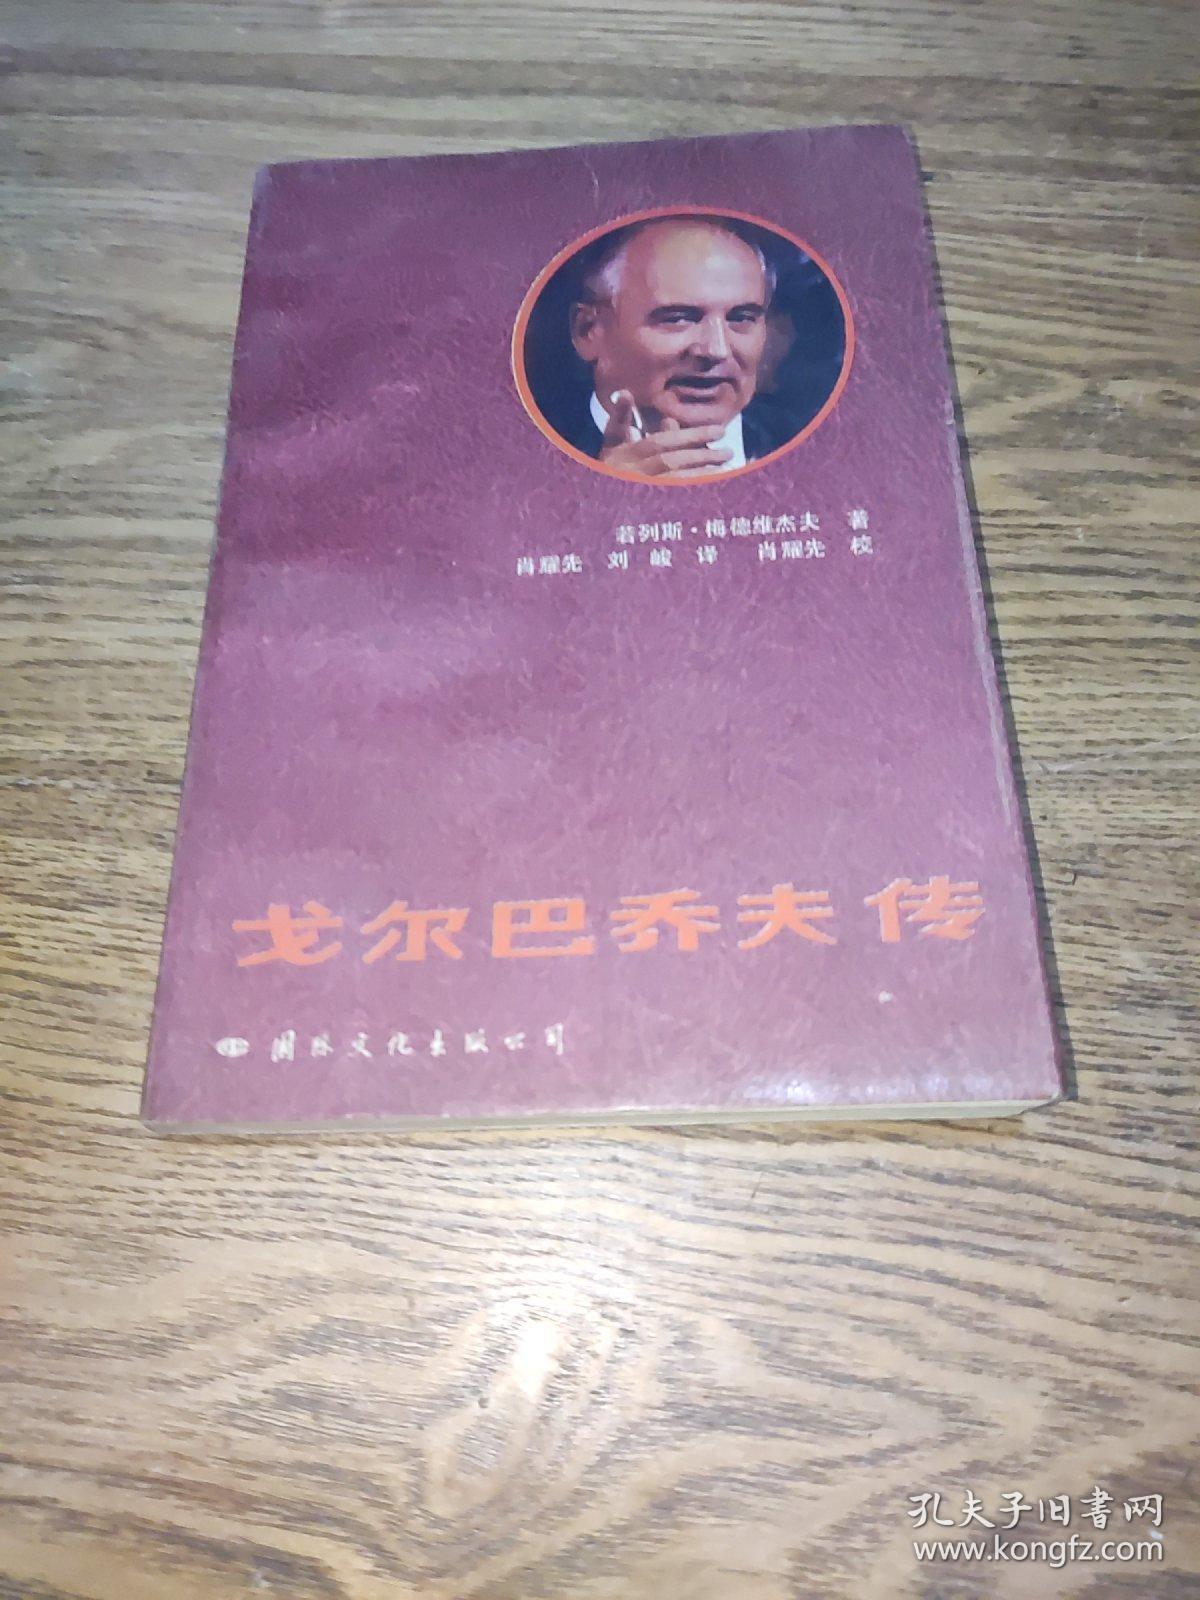 若列斯·梅德维杰夫 著
肖耀先 刘峻 译 肖耀先 校
戈尔巴乔夫传
国际文化出版公司
孔夫子旧书网
www.kongfz.com